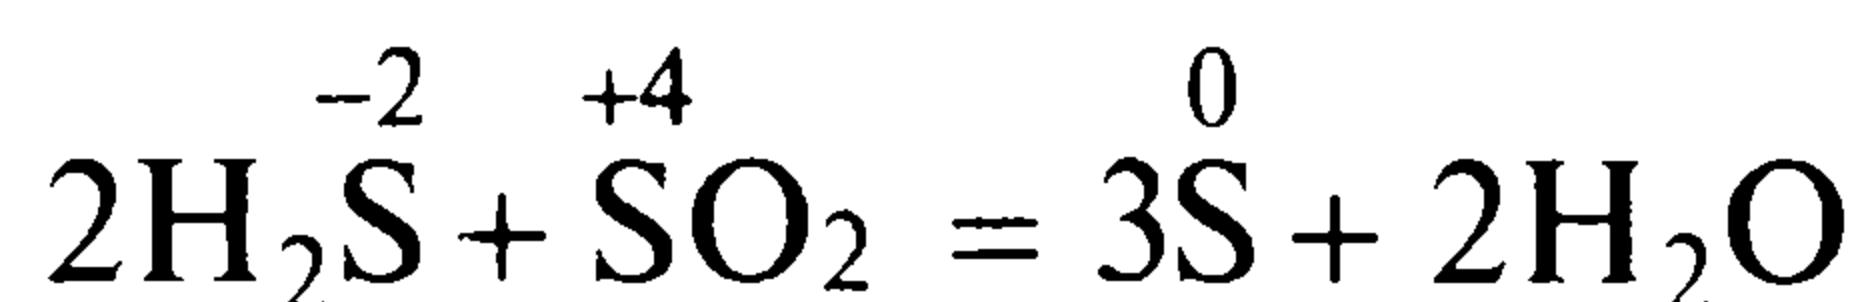 −2 +4 0
2H₂S + SO₂ = 3S + 2H₂O